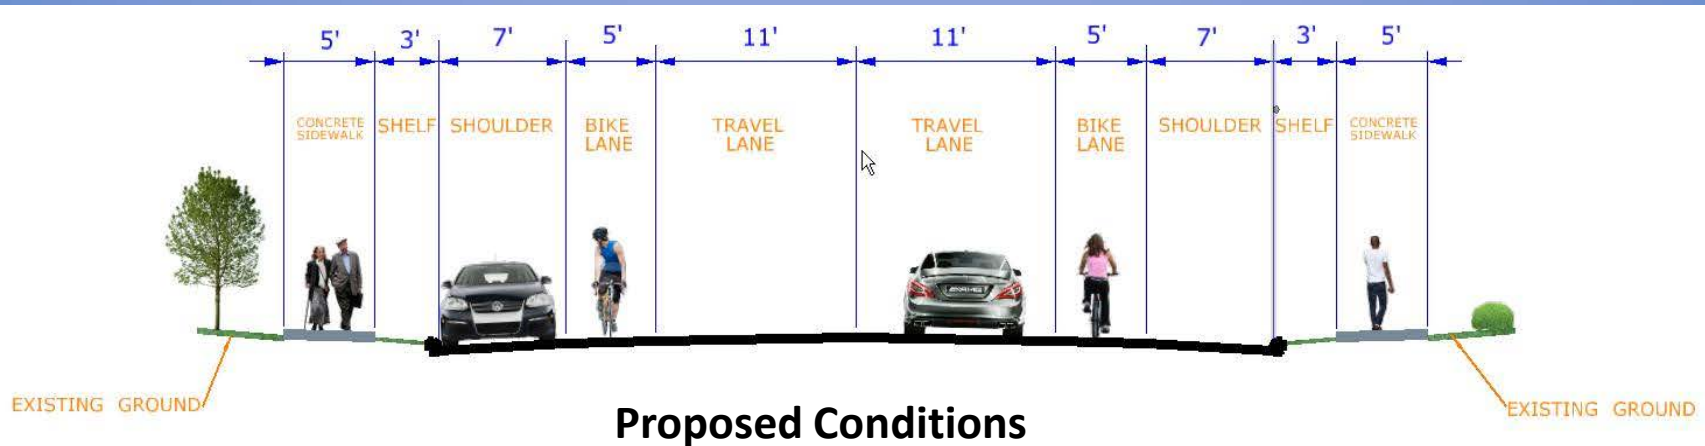 5' 3' 7' 5' 11' 11' 5' 7' 3' 5'
CONCRETE
SIDEWALK
SHELF
SHOULDER
BIKE
LANE
TRAVEL
LANE
TRAVEL
LANE
BIKE
LANE
SHOULDER
SHELF
CONCRETE
SIDEWALK
EXISTING GROUND
EXISTING GROUND
Proposed Conditions